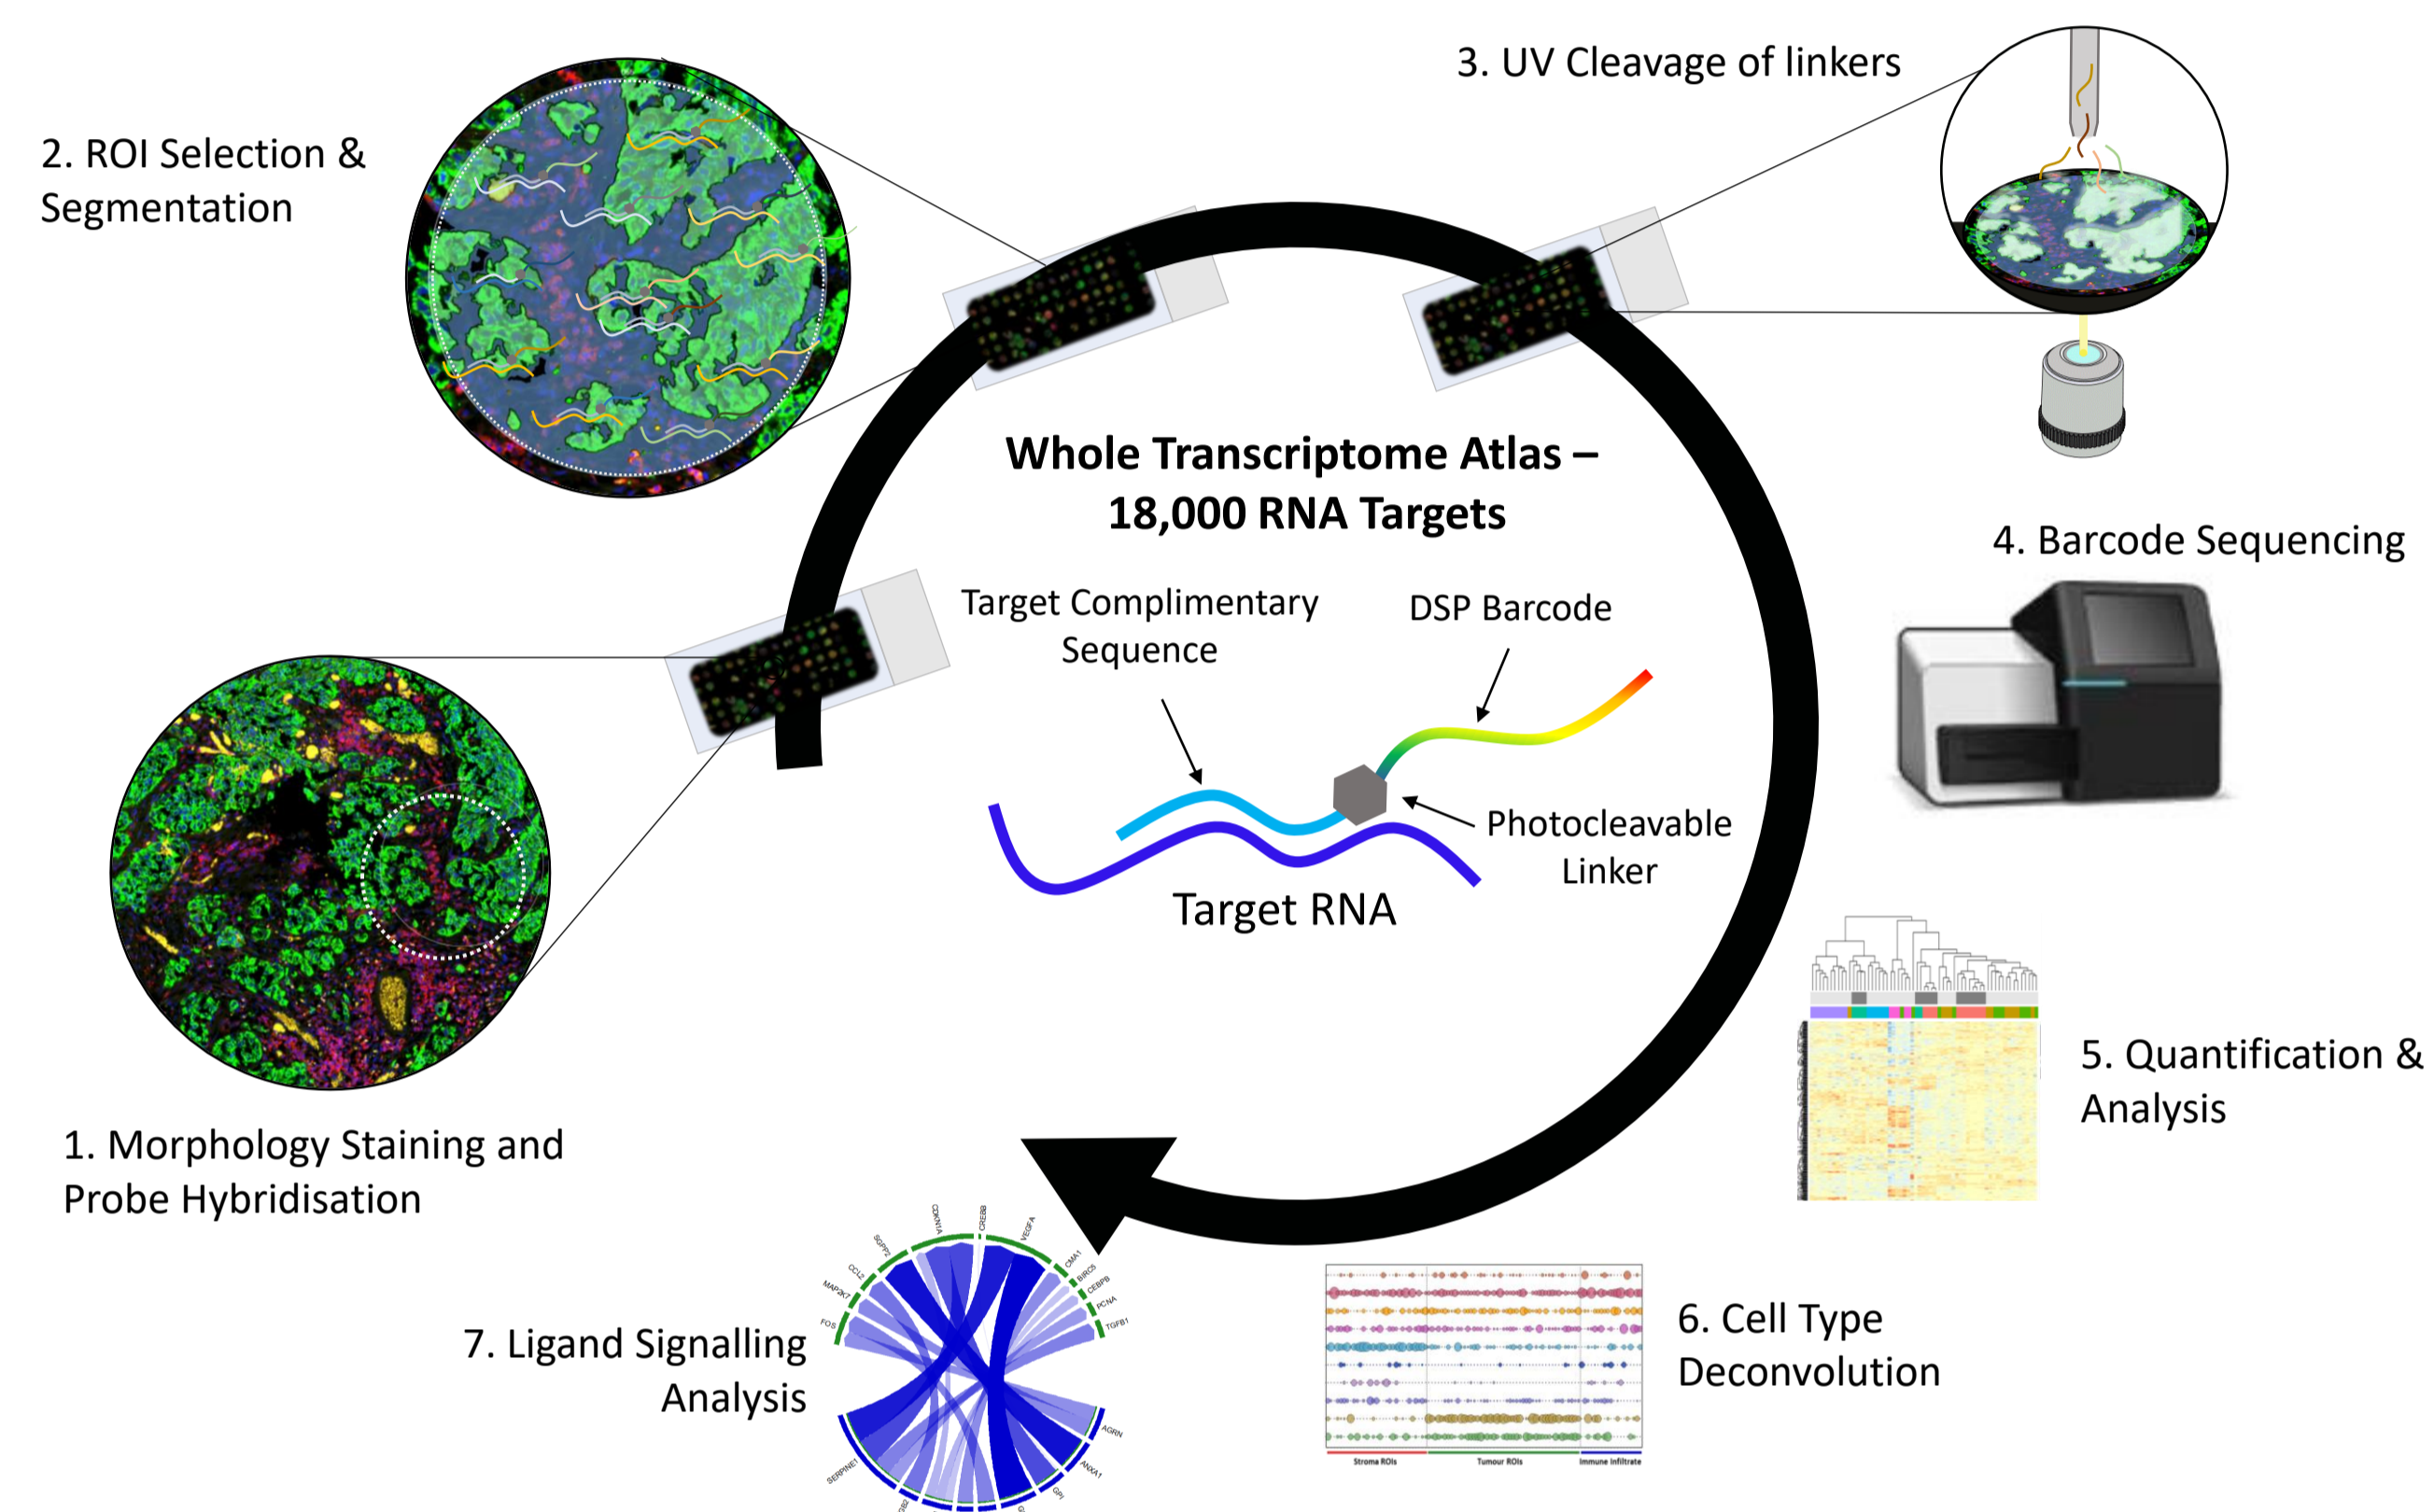 1. Morphology Staining and
Probe Hybridisation
2. ROI Selection &
Segmentation
3. UV Cleavage of linkers
4. Barcode Sequencing
5. Quantification &
Analysis
6. Cell Type
Deconvolution
Stroma ROIs
Tumour ROIs
Immune Infiltrate
7. Ligand Signalling
Analysis
FOS
MAP2K7
CCL2
SGPP2
CDKN1A
CREBB
VEGFA
CMA1
BIRC5
CEBPB
PCNA
TGFB1
AGRN
ANXA1
GPI
SERPINE1
Whole Transcriptome Atlas –
18,000 RNA Targets
Target Complimentary
Sequence
DSP Barcode
Photocleavable
Linker
Target RNA